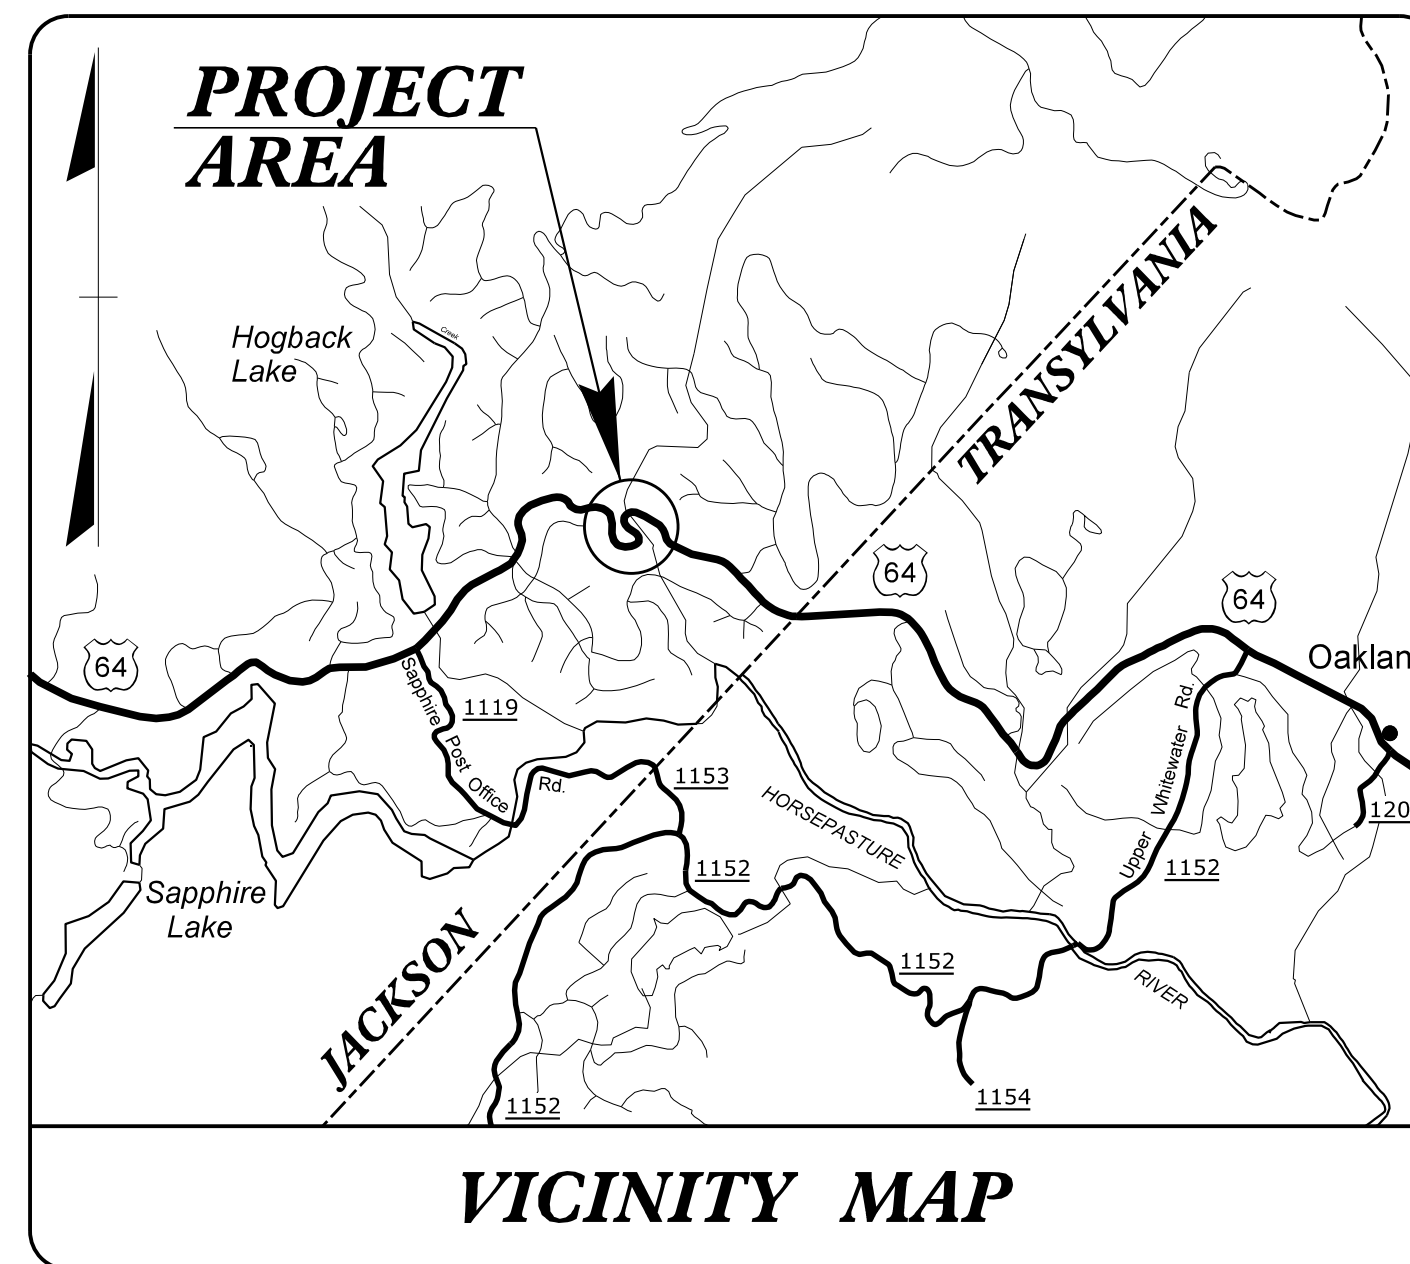 PROJECT
AREA
TRANSYLVANIA
Creek
Hogback
Lake
64
64
64
Oaklan
Sapphire Post Office Rd.
1119
1153
Upper Whitewater Rd.
120
HORSEPASTURE
1152
1152
Sapphire
Lake
JACKSON
1152
RIVER
1154
1152
VICINITY MAP